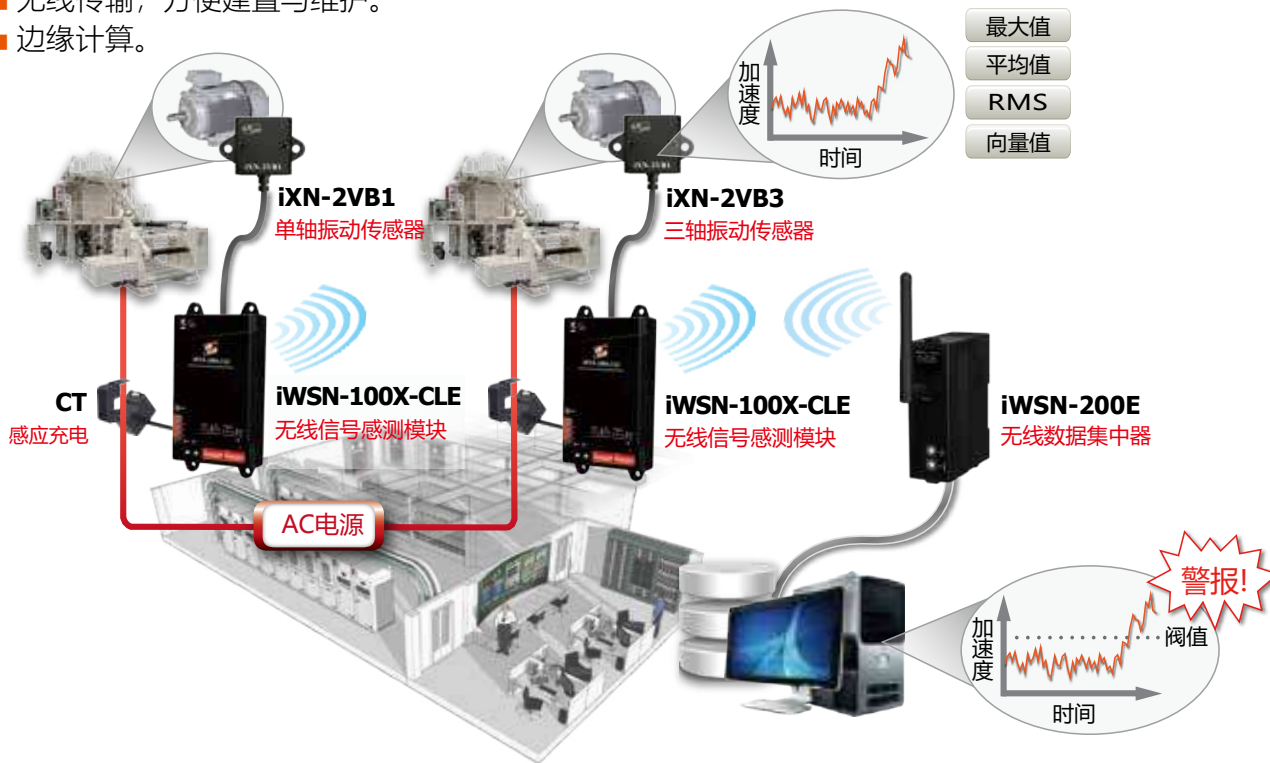 无线传输，方便建置与维护。
边缘计算。
最大值
平均值
RMS
向量值
加速度
时间
iXN-2VB1
单轴振动传感器
iXN-2VB3
三轴振动传感器
CT
感应充电
iWSN-100X-CLE
无线信号感测模块
iWSN-100X-CLE
无线信号感测模块
iWSN-200E
无线数据集中器
AC电源
警报!
加速度
阀值
时间